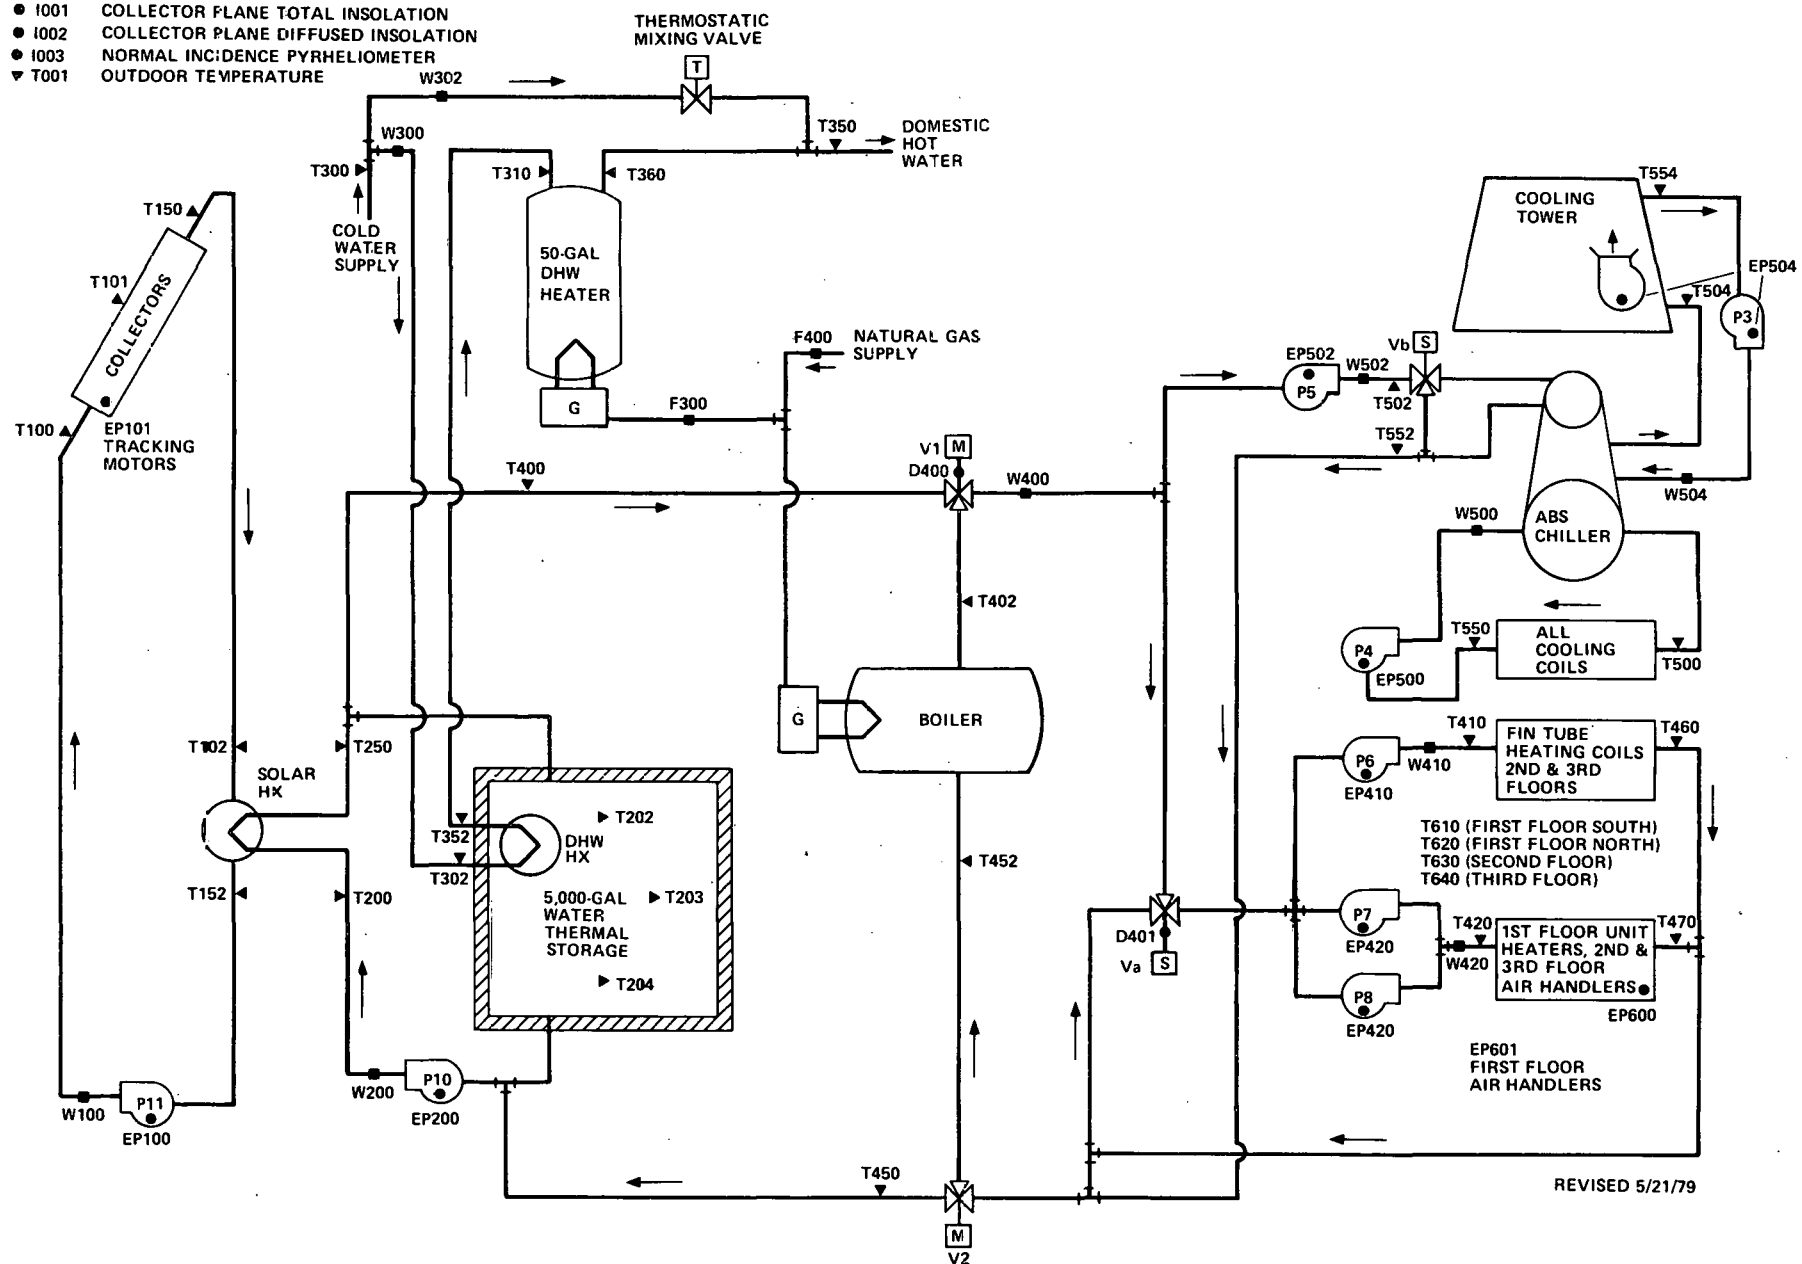 I001 COLLECTOR PLANE TOTAL INSOLATION
I002 COLLECTOR PLANE DIFFUSED INSOLATION
I003 NORMAL INCIDENCE PYRHELIOMETER
T001 OUTDOOR TEMPERATURE
THERMOSTATIC
MIXING VALVE
T
W302
W300
T300
COLD
WATER
SUPPLY
T310
T360
T350
DOMESTIC
HOT
WATER
50-GAL
DHW
HEATER
G
F300
F400
NATURAL GAS
SUPPLY
T150
T101
COLLECTORS
T100
EP101
TRACKING
MOTORS
T400
V1
M
D400
W400
T402
G
BOILER
T452
T102
T250
SOLAR
HX
T152
T200
T352
T302
DHW
HX
T202
T203
T204
5,000-GAL
WATER
THERMAL
STORAGE
W100
P11
EP100
W200
P10
EP200
T450
M
V2
COOLING
TOWER
T554
EP504
T504
P3
EP502
P5
W502
T502
Vb
S
T552
W504
W500
ABS
CHILLER
P4
EP500
T550
ALL
COOLING
COILS
T500
P6
EP410
W410
T410
FIN TUBE
HEATING COILS
2ND & 3RD
FLOORS
T460
T610 (FIRST FLOOR SOUTH)
T620 (FIRST FLOOR NORTH)
T630 (SECOND FLOOR)
T640 (THIRD FLOOR)
D401
Va
S
P7
EP420
P8
EP420
W420
T420
1ST FLOOR UNIT
HEATERS, 2ND &
3RD FLOOR
AIR HANDLERS
T470
EP600
EP601
FIRST FLOOR
AIR HANDLERS
REVISED 5/21/79